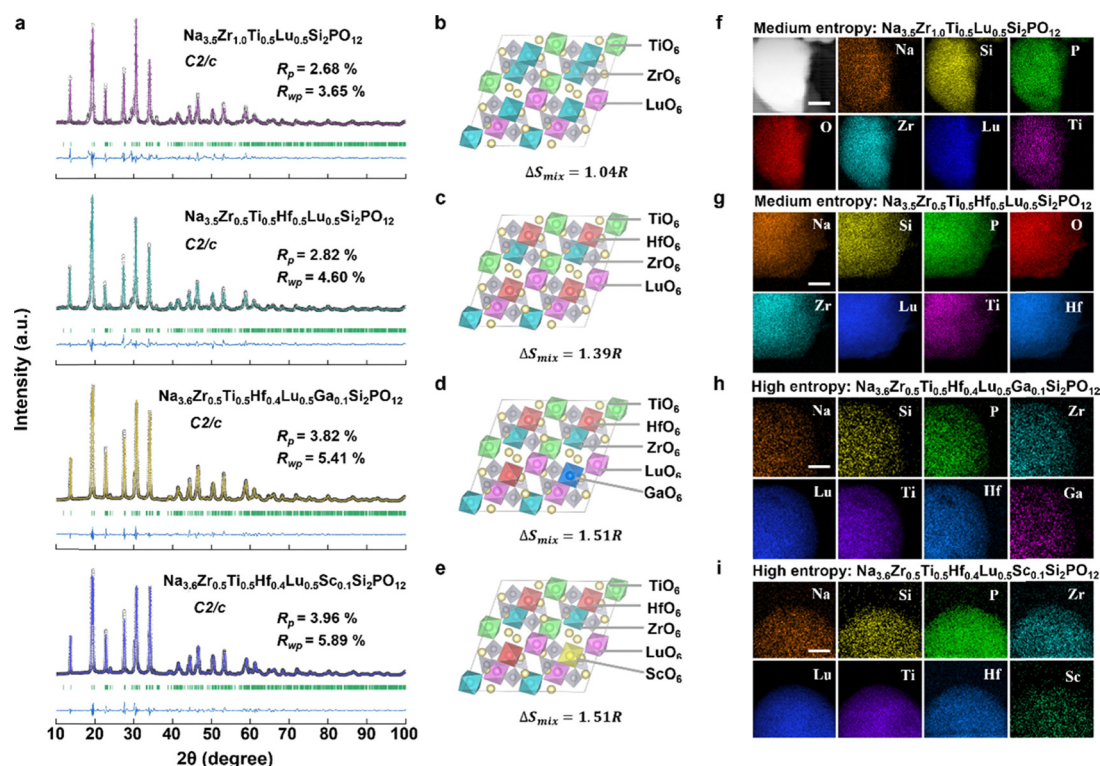 a
Na3.5Zr1.0Ti0.5Lu0.5Si2PO12
C2/c
Rp = 2.68 %
Rwp = 3.65 %
Na3.5Zr0.5Ti0.5Hf0.5Lu0.5Si2PO12
C2/c
Rp = 2.82 %
Rwp = 4.60 %
Na3.6Zr0.5Ti0.5Hf0.4Lu0.5Ga0.1Si2PO12
C2/c
Rp = 3.82 %
Rwp = 5.41 %
Na3.6Zr0.5Ti0.5Hf0.4Lu0.5Sc0.1Si2PO12
C2/c
Rp = 3.96 %
Rwp = 5.89 %
Intensity (a.u.)
10 20 30 40 50 60 70 80 90 100
2θ (degree)
b
TiO6
ZrO6
LuO6
ΔSmix = 1.04R
c
TiO6
HfO6
ZrO6
LuO6
ΔSmix = 1.39R
d
TiO6
HfO6
ZrO6
LuO6
GaO6
ΔSmix = 1.51R
e
TiO6
HfO6
ZrO6
LuO6
ScO6
ΔSmix = 1.51R
f Medium entropy: Na3.5Zr1.0Ti0.5Lu0.5Si2PO12
Na Si P
O Zr Lu Ti
g Medium entropy: Na3.5Zr0.5Ti0.5Hf0.5Lu0.5Si2PO12
Na Si P O
Zr Lu Ti Hf
h High entropy: Na3.6Zr0.5Ti0.5Hf0.4Lu0.5Ga0.1Si2PO12
Na Si P Zr
Lu Ti Hf Ga
i High entropy: Na3.6Zr0.5Ti0.5Hf0.4Lu0.5Sc0.1Si2PO12
Na Si P Zr
Lu Ti Hf Sc